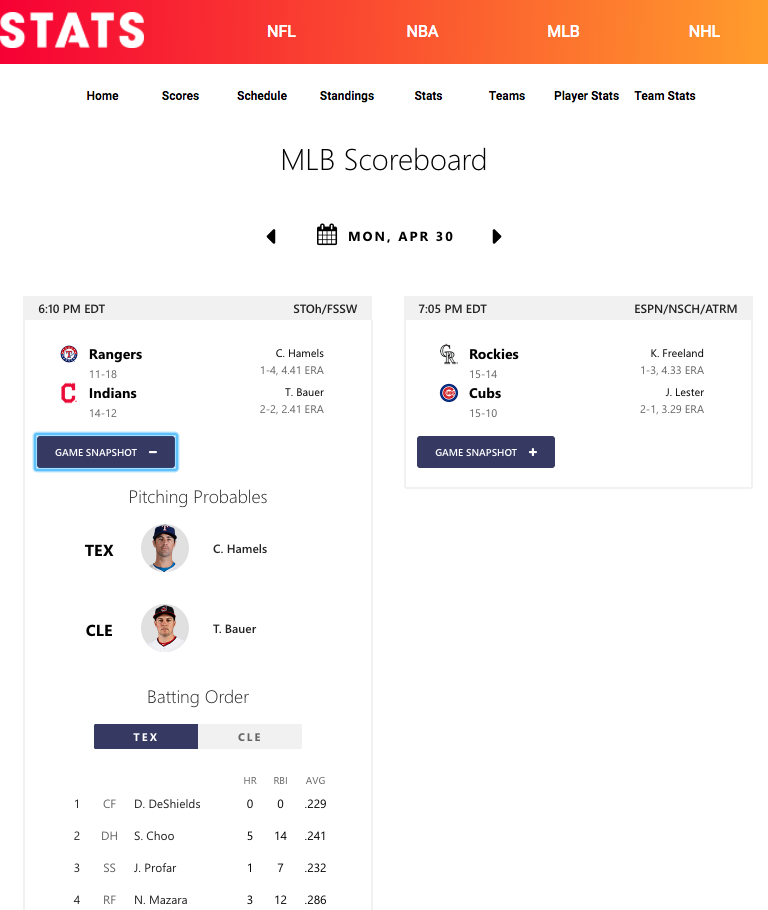 STATS NFL NBA MLB NHL
Home Scores Schedule Standings Stats Teams Player Stats Team Stats
MLB Scoreboard
MON, APR 30
6:10 PM EDT STOh/FSSW
Rangers C. Hamels
11-18 1-4, 4.41 ERA
Indians T. Bauer
14-12 2-2, 2.41 ERA
GAME SNAPSHOT −
Pitching Probables
TEX C. Hamels
CLE T. Bauer
Batting Order
TEX CLE
HR RBI AVG
1 CF D. DeShields 0 0 .229
2 DH S. Choo 5 14 .241
3 SS J. Profar 1 7 .232
4 RF N. Mazara 3 12 .286
7:05 PM EDT ESPN/NSCH/ATRM
Rockies K. Freeland
15-14 1-3, 4.33 ERA
Cubs J. Lester
15-10 2-1, 3.29 ERA
GAME SNAPSHOT +